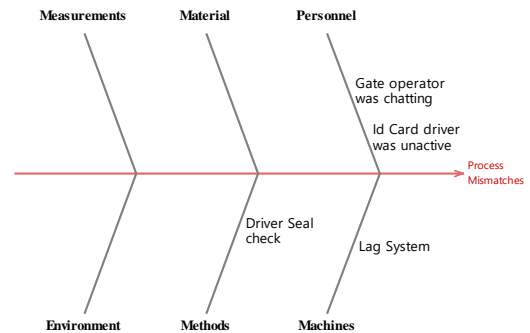 Measurements
Material
Personnel
Gate operator
was chatting
Id Card driver
was unactive
Process
Mismatches
Driver Seal
check
Lag System
Environment
Methods
Machines